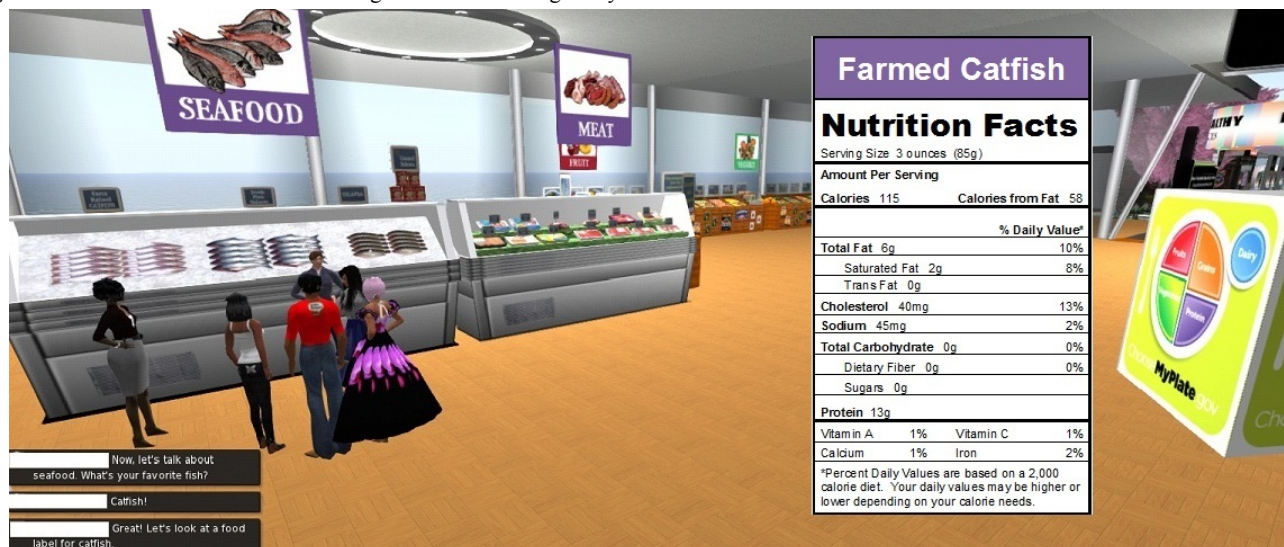 SEAFOOD
MEAT
FRUIT
Farmed Catfish
Nutrition Facts
Serving Size 3 ounces (85g)
Amount Per Serving
Calories 115 Calories from Fat 58
% Daily Value*
Total Fat 6g 10%
Saturated Fat 2g 8%
Trans Fat 0g
Cholesterol 40mg 13%
Sodium 45mg 2%
Total Carbohydrate 0g 0%
Dietary Fiber 0g 0%
Sugars 0g
Protein 13g
Vitamin A 1% Vitamin C 1%
Calcium 1% Iron 2%
*Percent Daily Values are based on a 2,000
calorie diet. Your daily values may be higher or
lower depending on your calorie needs.
Fruits
Grains
Dairy
Protein
MyPlate.gov
Now, let's talk about
seafood. What's your favorite fish?
Catfish!
Great! Let's look at a food
label for catfish.